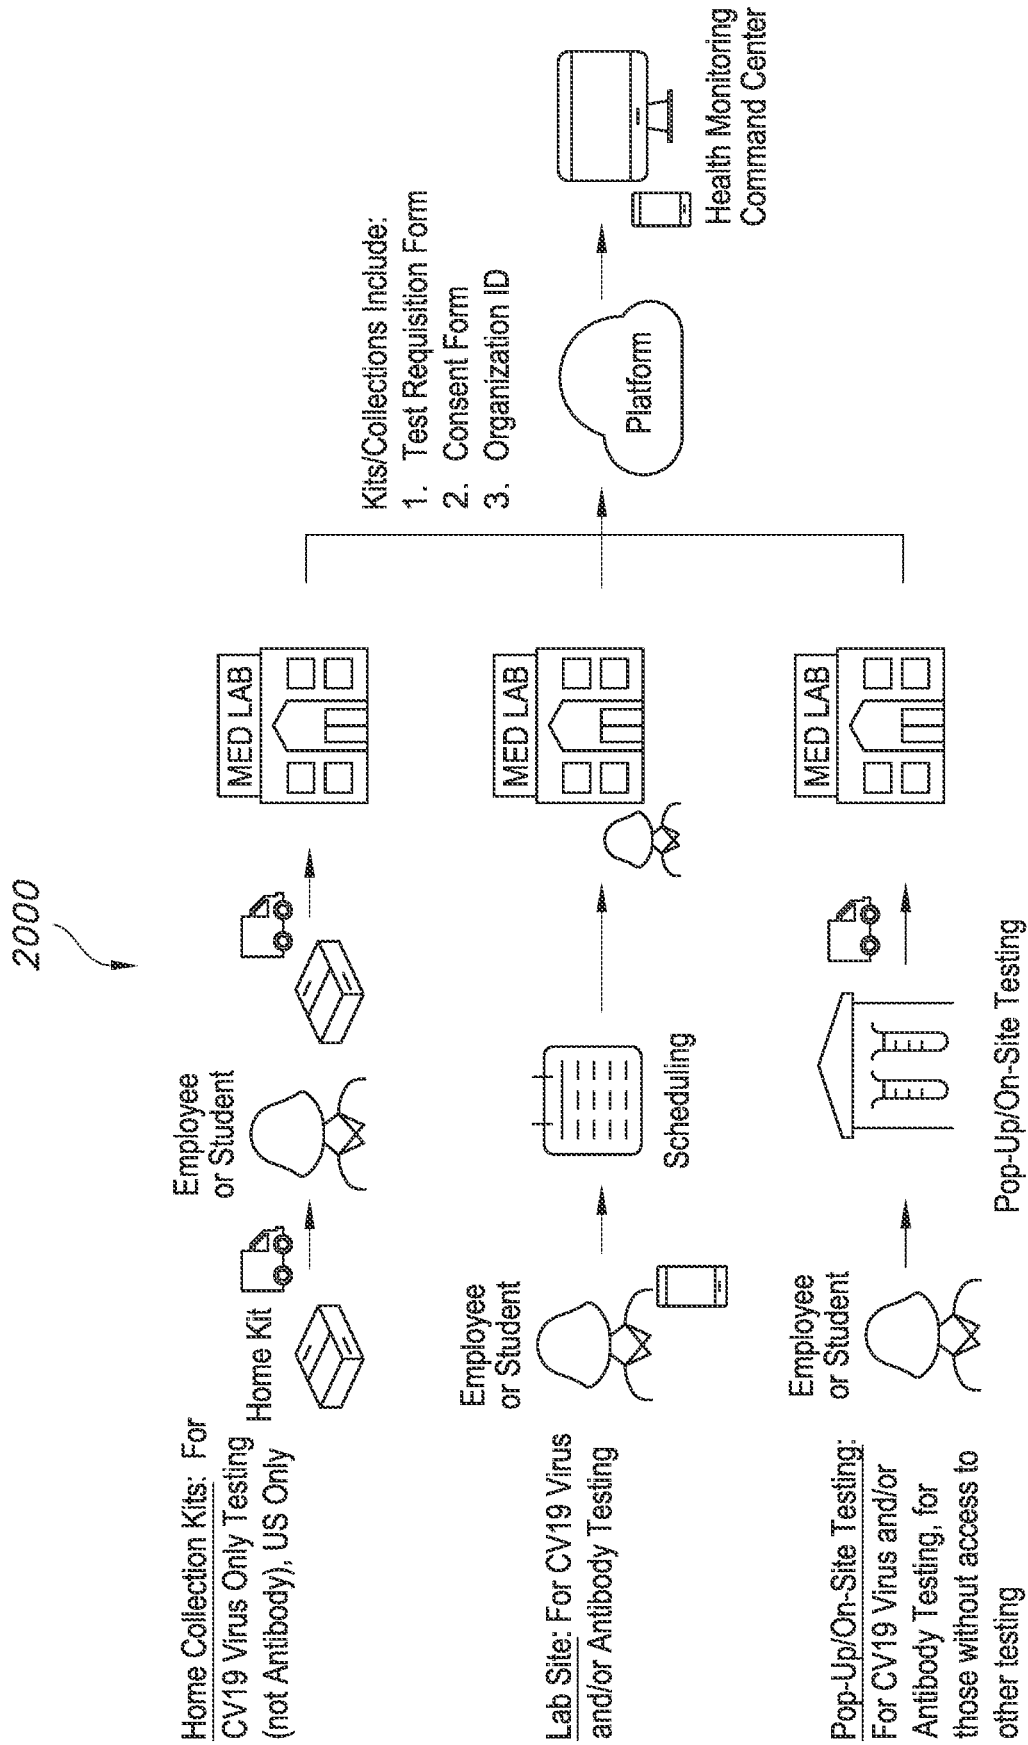 2000
Home Collection Kits: For
CV19 Virus Only Testing
(not Antibody), US Only
Home Kit
Employee
or Student
MED LAB
Lab Site: For CV19 Virus
and/or Antibody Testing
Employee
or Student
Scheduling
MED LAB
Pop-Up/On-Site Testing:
For CV19 Virus and/or
Antibody Testing, for
those without access to
other testing
Employee
or Student
Pop-Up/On-Site Testing
MED LAB
Kits/Collections Include:
1. Test Requisition Form
2. Consent Form
3. Organization ID
Platform
Health Monitoring
Command Center